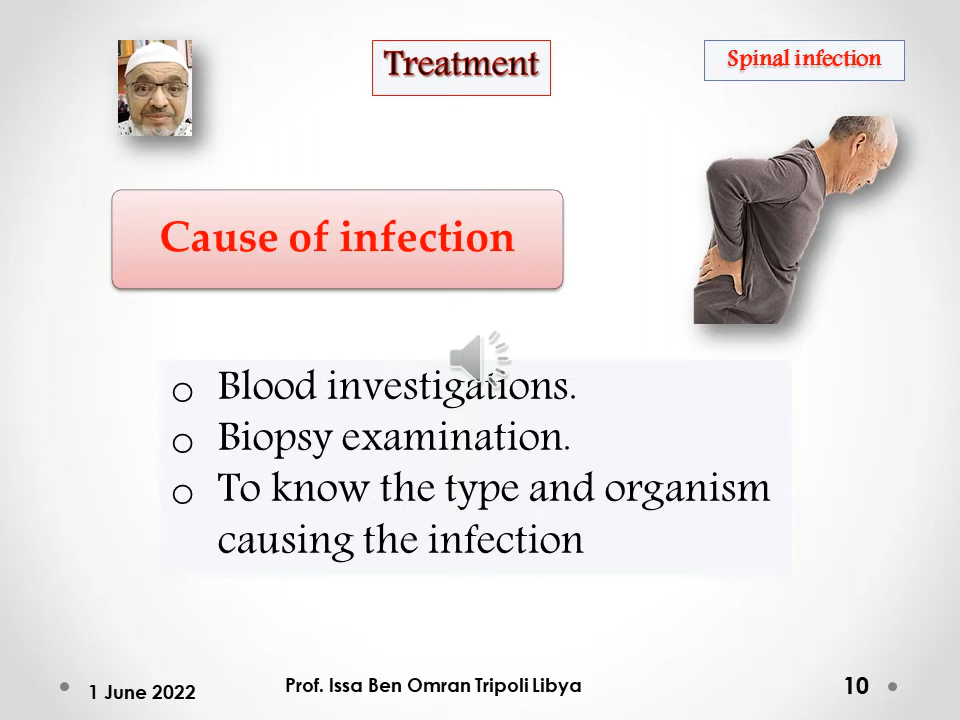 Treatment
Spinal infection
Cause of infection
o Blood investigations.
o Biopsy examination.
o To know the type and organism
causing the infection
1 June 2022
Prof. Issa Ben Omran Tripoli Libya
10